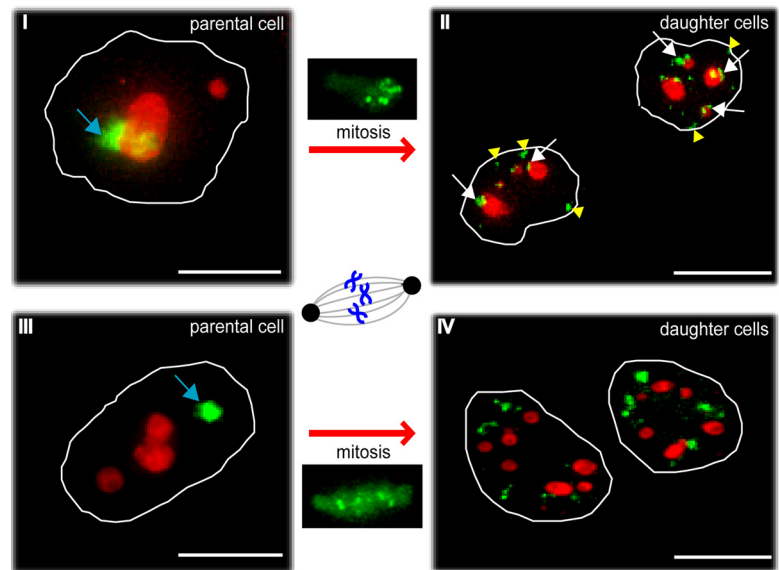 I
parental cell
mitosis
II
daughter cells
III
parental cell
mitosis
IV
daughter cells